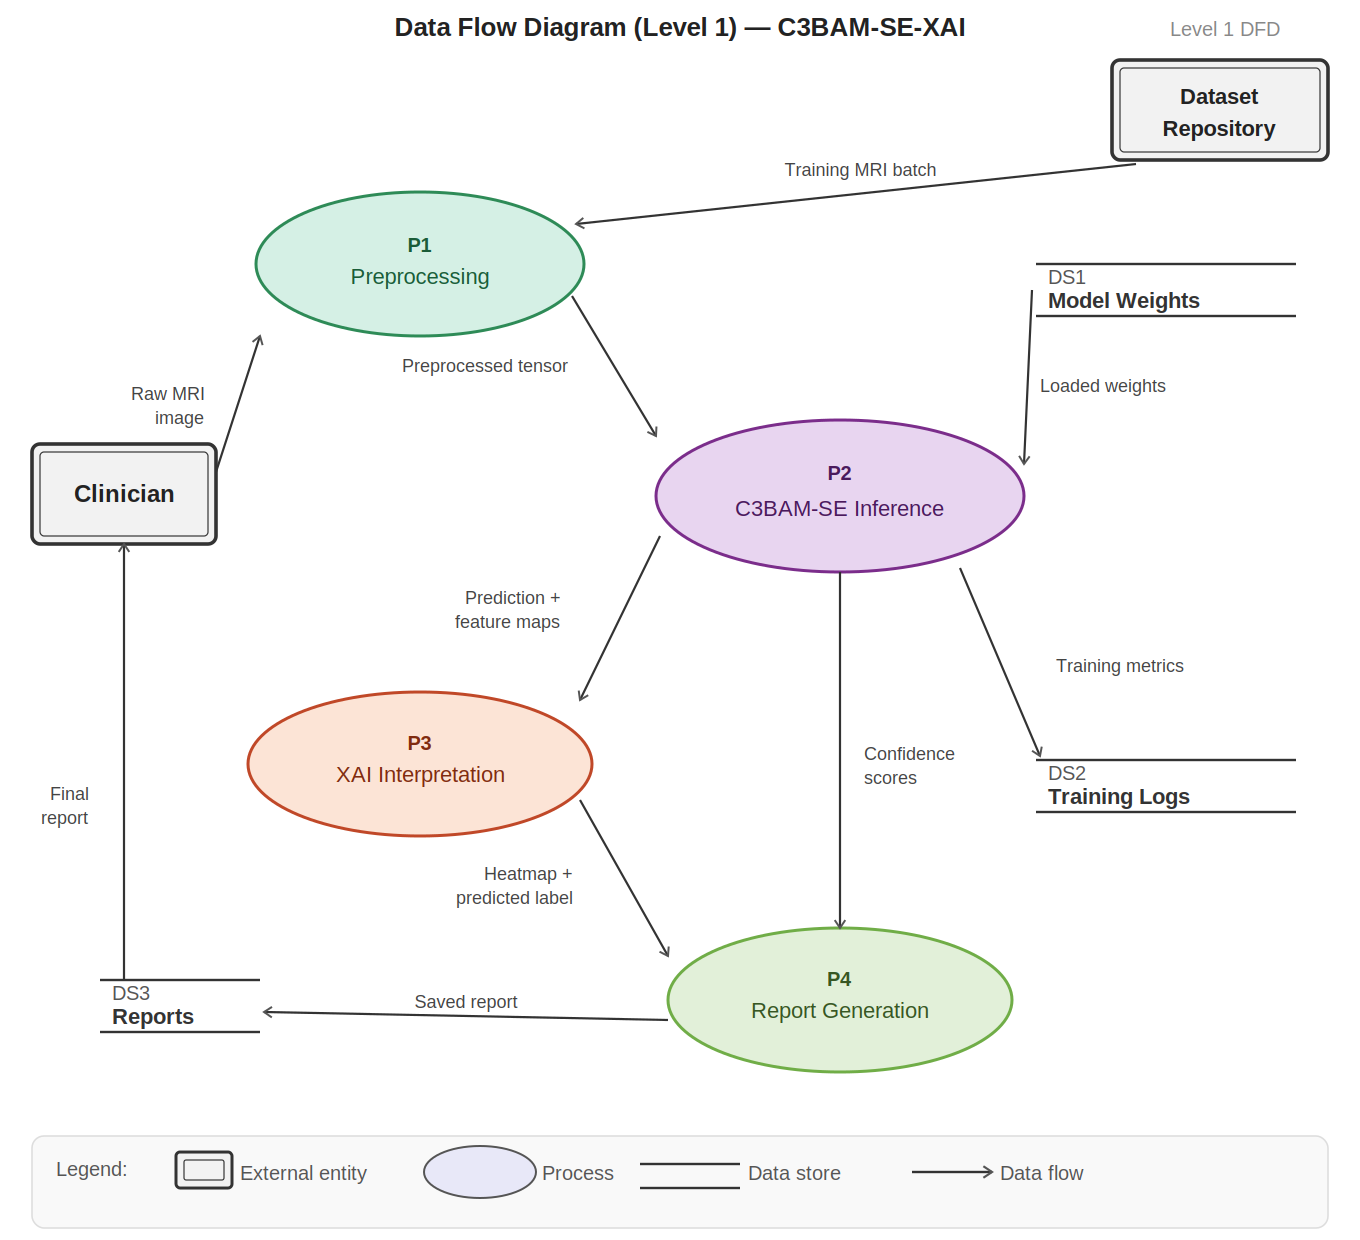 Data Flow Diagram (Level 1) — C3BAM-SE-XAI
Level 1 DFD
Dataset
Repository
Training MRI batch
P1
Preprocessing
DS1
Model Weights
Preprocessed tensor
Loaded weights
Raw MRI
image
Clinician
P2
C3BAM-SE Inference
Prediction +
feature maps
Training metrics
P3
XAI Interpretation
Confidence
scores
DS2
Training Logs
Final
report
Heatmap +
predicted label
P4
Report Generation
Saved report
DS3
Reports
Legend:
External entity
Process
Data store
Data flow